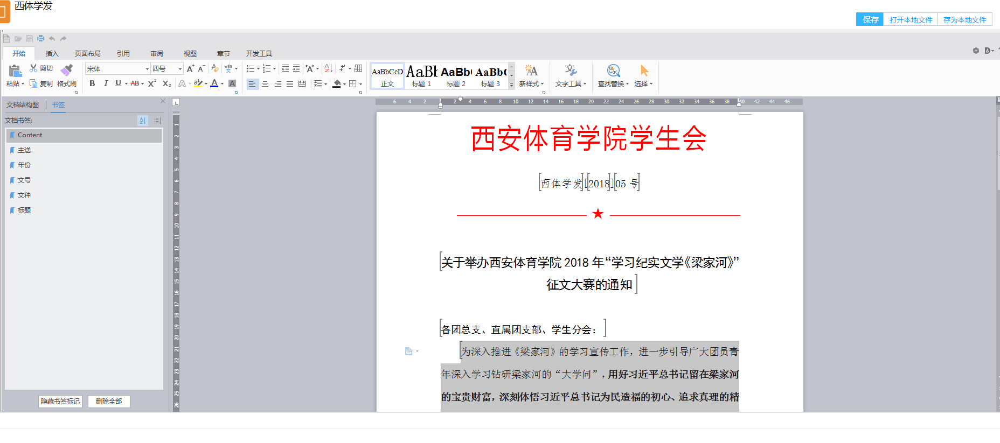 西体学发
保存 打开本地文件 存为本地文件
开始 插入 页面布局 引用 审阅 视图 章节 开发工具
粘贴 剪切 复制 格式刷
宋体 四号
B I U AB X² X₂
AaBbCcD AaBl AaBb( AaBb(
正文 标题 1 标题 2 标题 3
新样式 文字工具 查找替换 选择
文档结构图 书签
文档书签:
Content
主送
年份
文号
文种
标题
隐藏书签标记 删除全部
6 4 2 2 4 6 8 10 12 14 16 18 20 22 24 26 28 30 32 34 36 38 40 42 44 46
1
2
3
4
5
6
7
8
9
10
11
12
13
14
15
16
17
18
19
20
21
22
23
24
25
26
西安体育学院学生会
西体学发[2018]05 号
★
关于举办西安体育学院 2018 年“学习纪实文学《梁家河》”
征文大赛的通知
各团总支、直属团支部、学生分会：
为深入推进《梁家河》的学习宣传工作，进一步引导广大团员青
年深入学习钻研梁家河的“大学问”，用好习近平总书记留在梁家河
的宝贵财富，深刻体悟习近平总书记为民造福的初心、追求真理的精